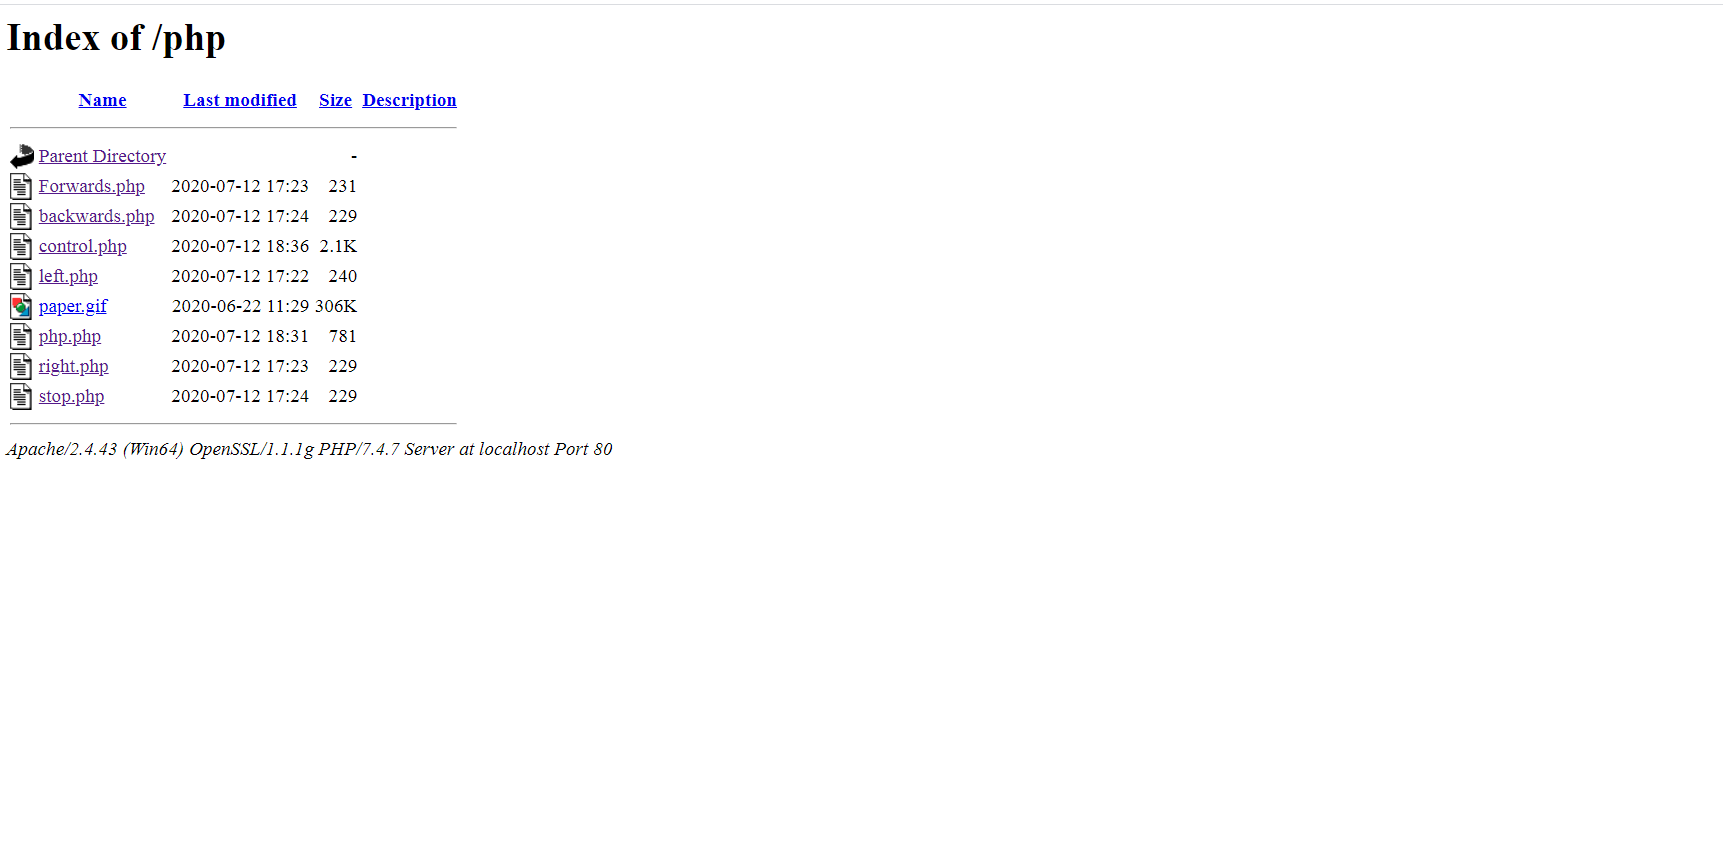 Index of /php
Name Last modified Size Description
Parent Directory -
Forwards.php 2020-07-12 17:23 231
backwards.php 2020-07-12 17:24 229
control.php 2020-07-12 18:36 2.1K
left.php 2020-07-12 17:22 240
paper.gif 2020-06-22 11:29 306K
php.php 2020-07-12 18:31 781
right.php 2020-07-12 17:23 229
stop.php 2020-07-12 17:24 229
Apache/2.4.43 (Win64) OpenSSL/1.1.1g PHP/7.4.7 Server at localhost Port 80